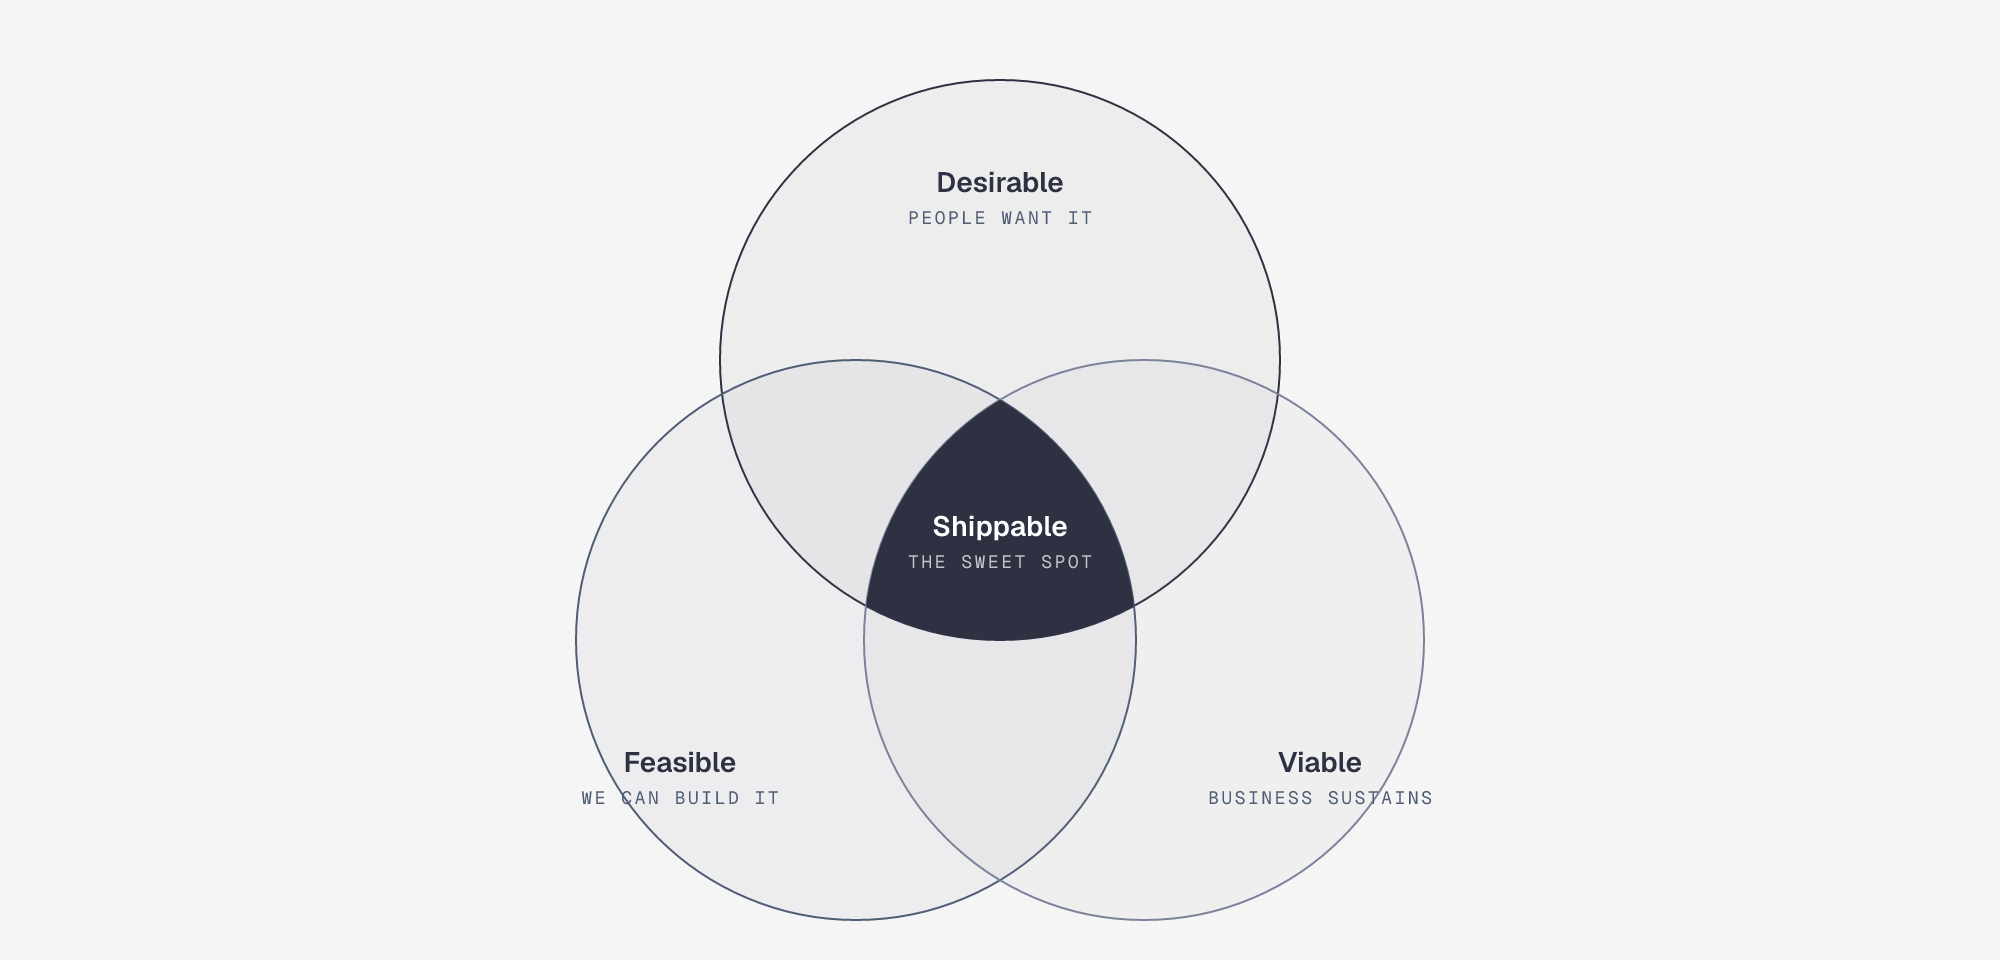 Desirable
PEOPLE WANT IT
Shippable
THE SWEET SPOT
Feasible
WE CAN BUILD IT
Viable
BUSINESS SUSTAINS